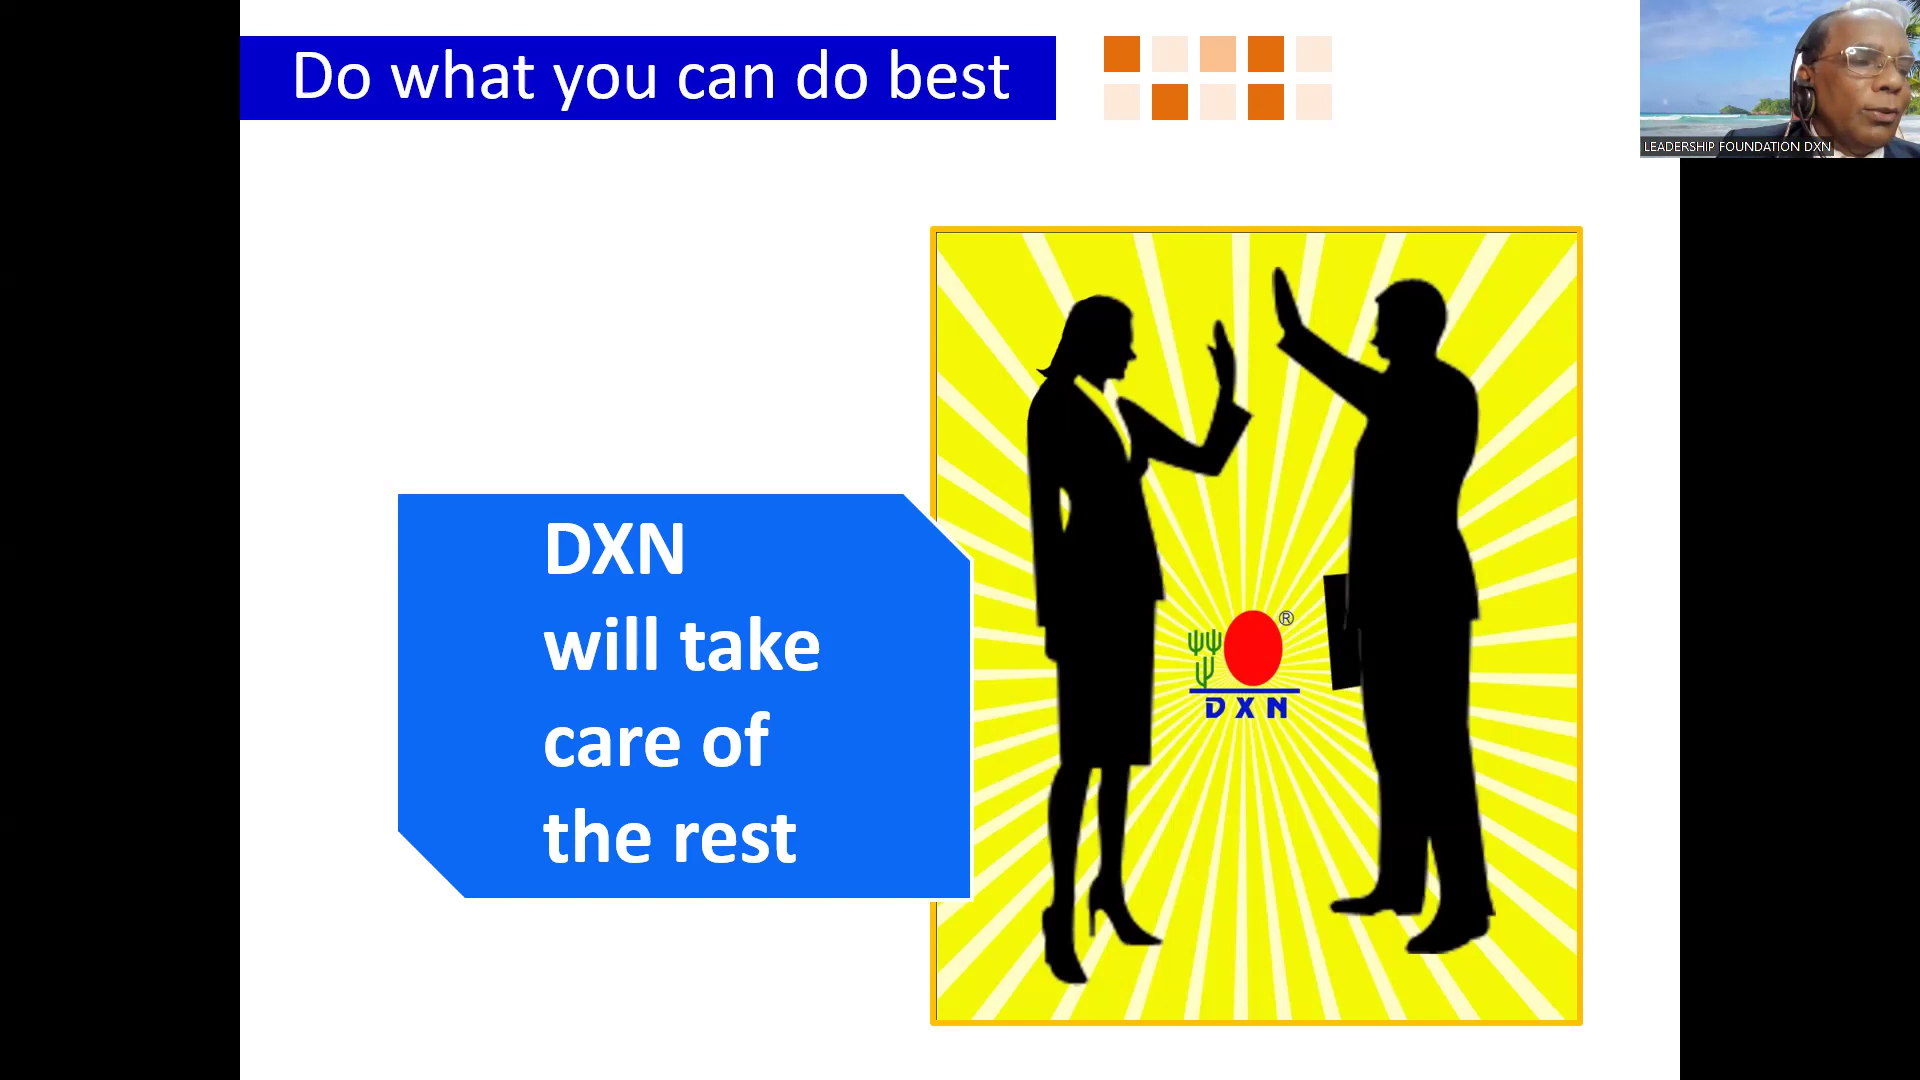 Do what you can do best
LEADERSHIP FOUNDATION DXN
DXN
will take
care of
the rest
®
DXN